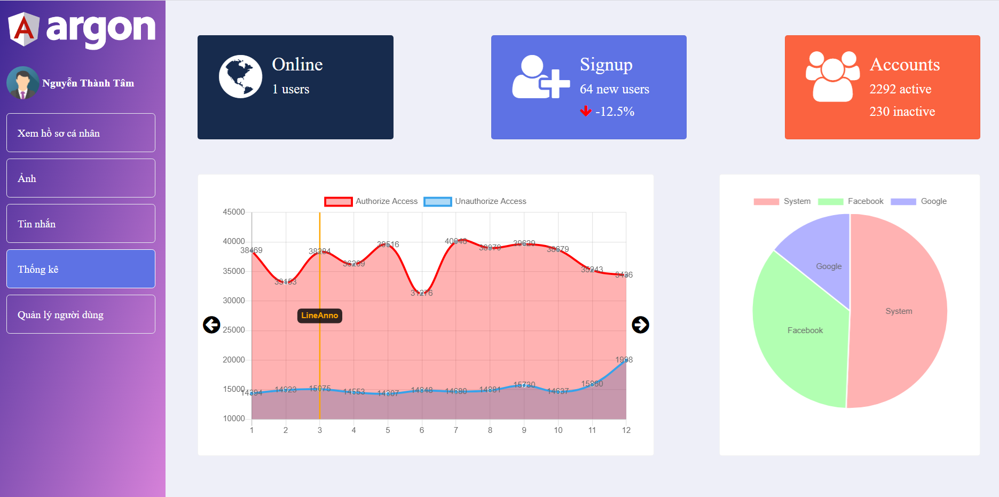 argon
Nguyễn Thành Tâm
Xem hồ sơ cá nhân
Ảnh
Tin nhắn
Thống kê
Quản lý người dùng
Online
1 users
Signup
64 new users
-12.5%
Accounts
2292 active
230 inactive
Authorize Access Unauthorize Access
45000
40000
35000
30000
25000
20000
15000
10000
38469 33153 38284 36209 39516 31276 40040 38978 39629 38679 35243
LineAnno
14394 14923 15075 14553 14307 14848 14680 14881 15730 14637 15860
1 2 3 4 5 6 7 8 9 10 11 12
System Facebook Google
Google
System
Facebook